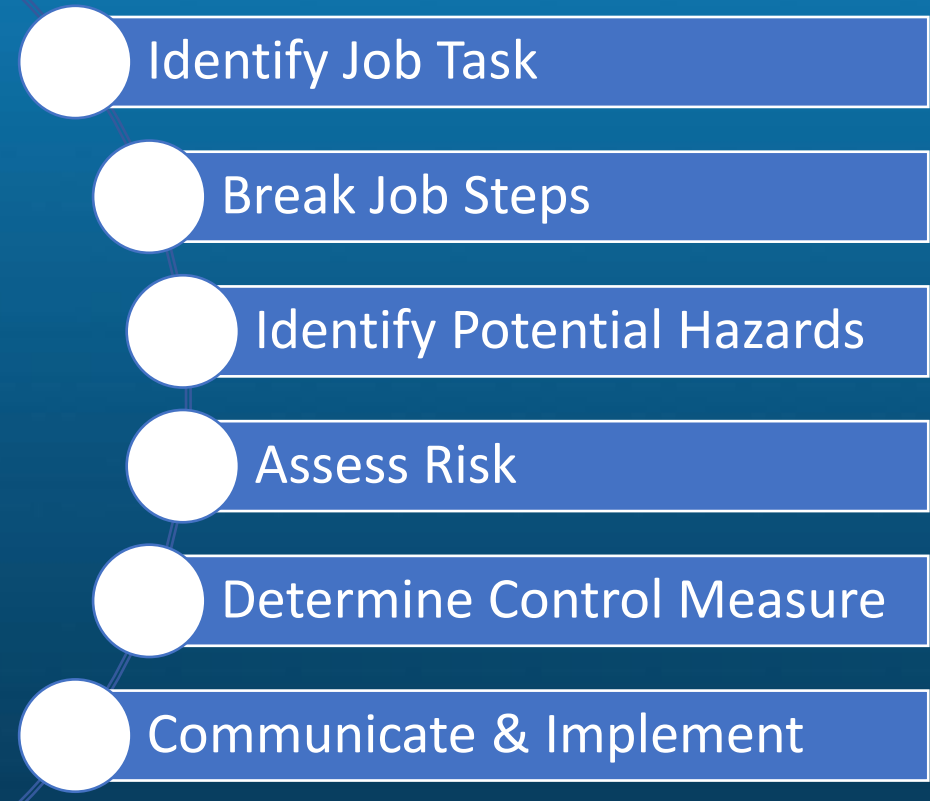 Identify Job Task
Break Job Steps
Identify Potential Hazards
Assess Risk
Determine Control Measure
Communicate & Implement